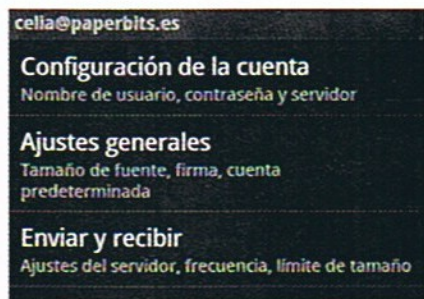 celia@paperbits.es
Configuración de la cuenta
Nombre de usuario, contraseña y servidor
Ajustes generales
Tamaño de fuente, firma, cuenta
predeterminada
Enviar y recibir
Ajustes del servidor, frecuencia, límite de tamaño